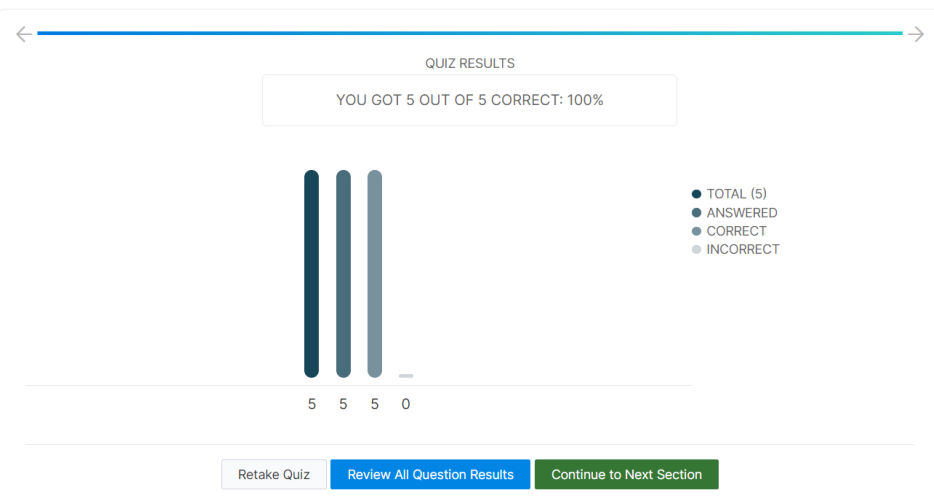 QUIZ RESULTS
YOU GOT 5 OUT OF 5 CORRECT: 100%
TOTAL (5)
ANSWERED
CORRECT
INCORRECT
5 5 5 0
Retake Quiz Review All Question Results Continue to Next Section